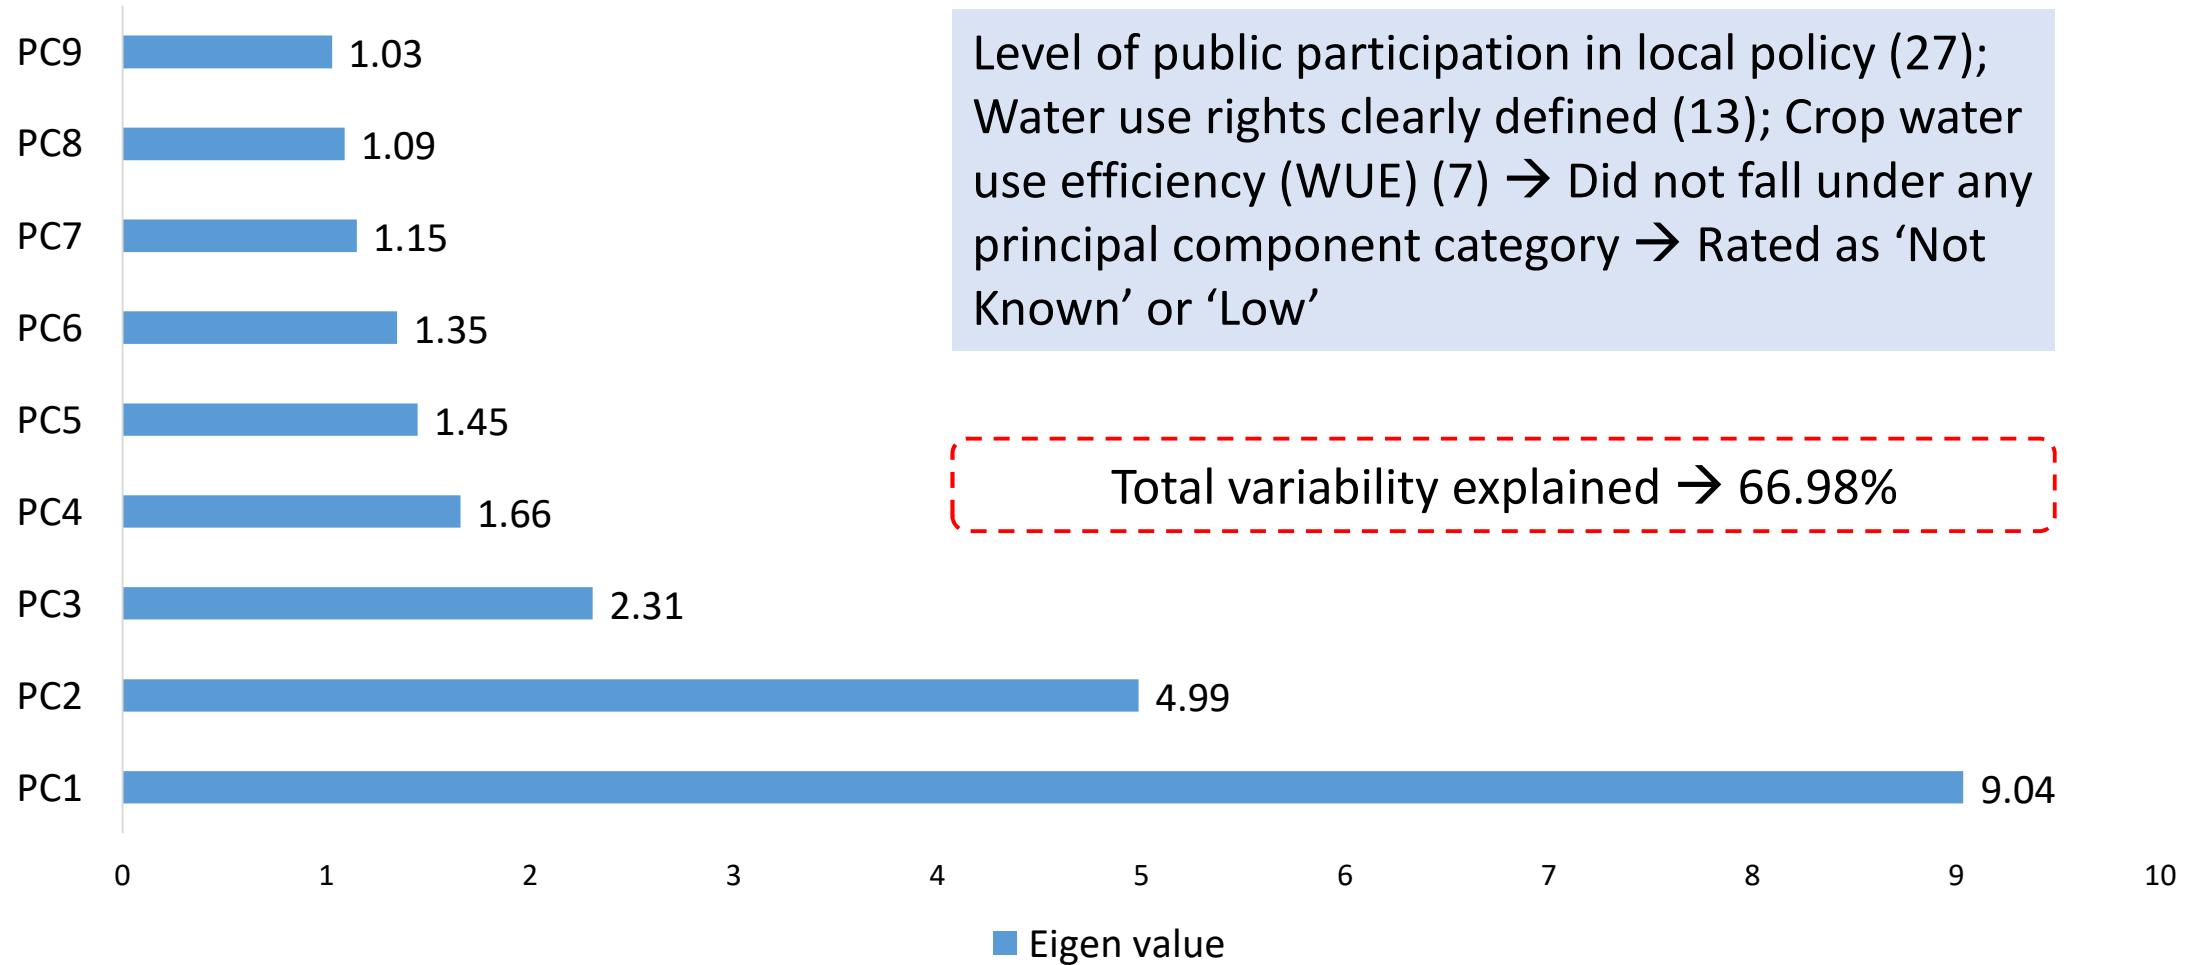 PC9 1.03
PC8 1.09
PC7 1.15
PC6 1.35
PC5 1.45
PC4 1.66
PC3 2.31
PC2 4.99
PC1 9.04
0 1 2 3 4 5 6 7 8 9 10
Eigen value
Level of public participation in local policy (27);
Water use rights clearly defined (13); Crop water
use efficiency (WUE) (7) → Did not fall under any
principal component category → Rated as ‘Not
Known’ or ‘Low’
Total variability explained → 66.98%